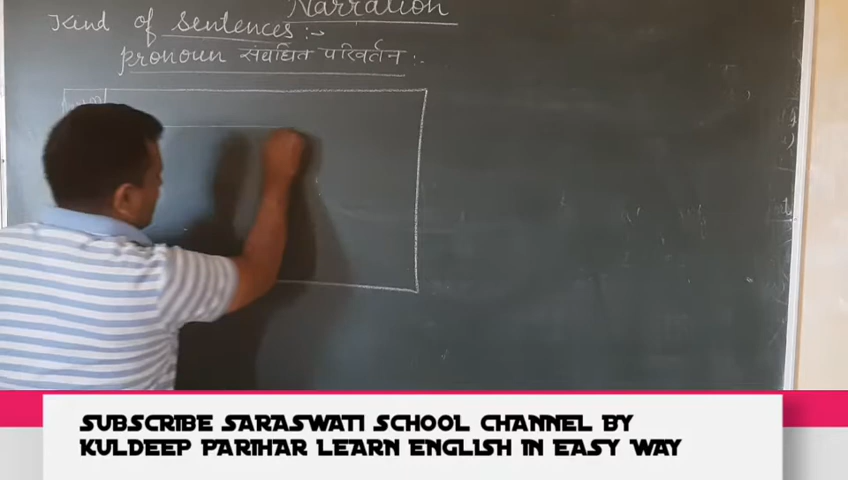 Narration
Kind of Sentences :-
Pronoun संबंधित परिवर्तन :-
SUBSCRIBE SARASWATI SCHOOL CHANNEL BY
KULDEEP PARIHAR LEARN ENGLISH IN EASY WAY